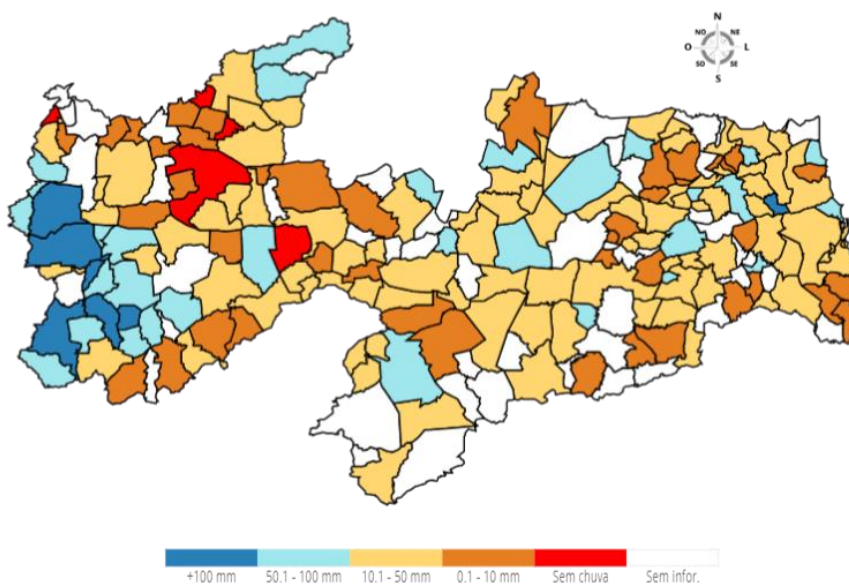 N
NO NE
O L
SO SE
S
+100 mm 50.1 - 100 mm 10.1 - 50 mm 0.1 - 10 mm Sem chuva Sem infor.